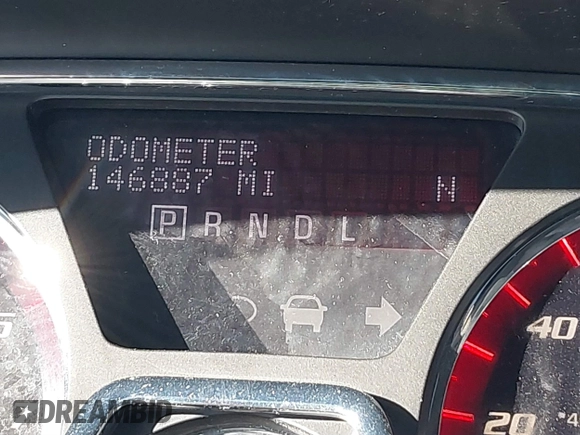 ODOMETER
146887 MI N
P R N D L
40
20
DREAMBID